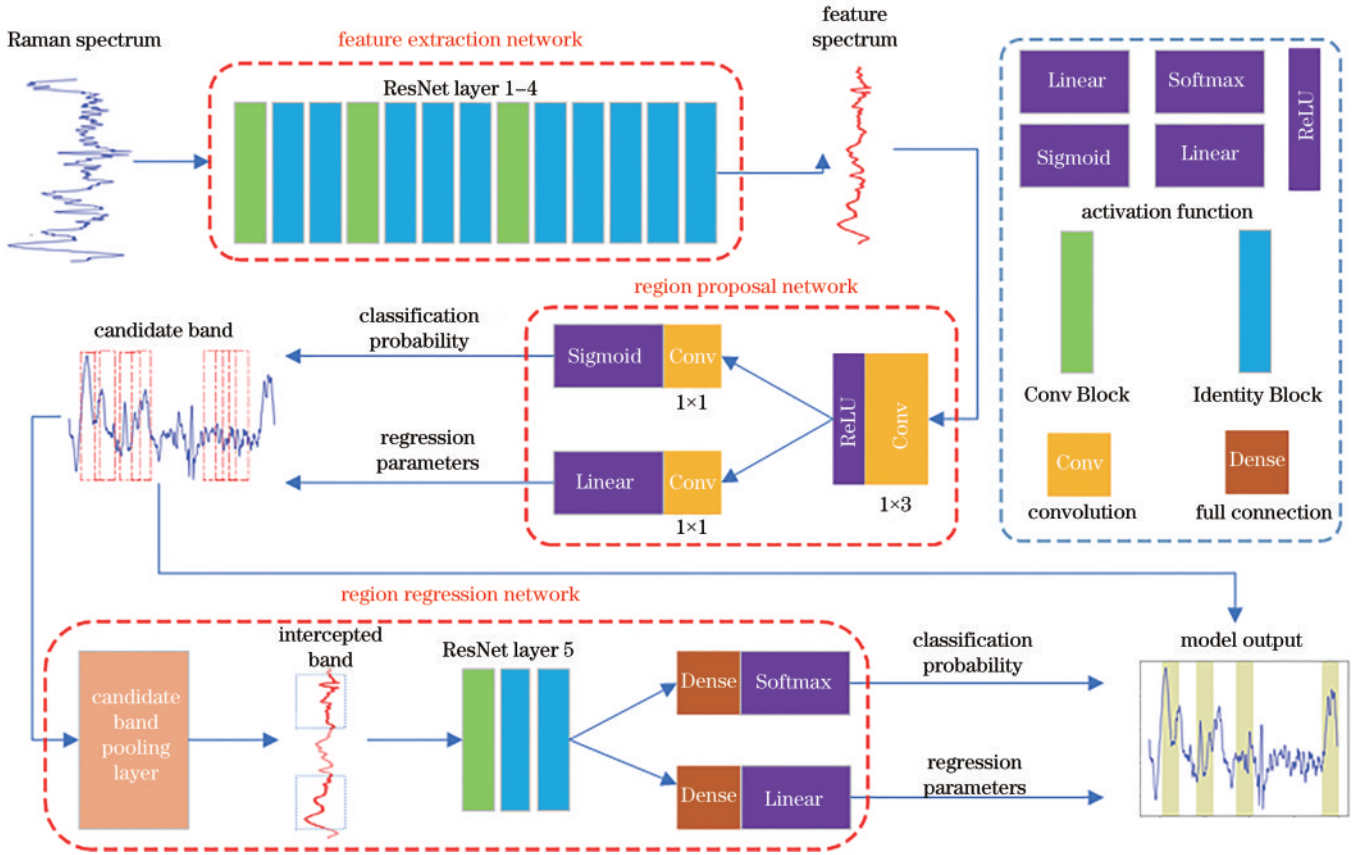 Raman spectrum
feature extraction network
ResNet layer 1–4
feature
spectrum
Linear
Softmax
ReLU
Sigmoid
Linear
activation function
Conv Block
Identity Block
Conv
Dense
convolution
full connection
region proposal network
candidate band
classification
probability
Sigmoid
Conv
1×1
ReLU
Conv
1×3
regression
parameters
Linear
Conv
1×1
region regression network
candidate
band
pooling
layer
intercepted
band
ResNet layer 5
Dense
Softmax
Dense
Linear
classification
probability
regression
parameters
model output